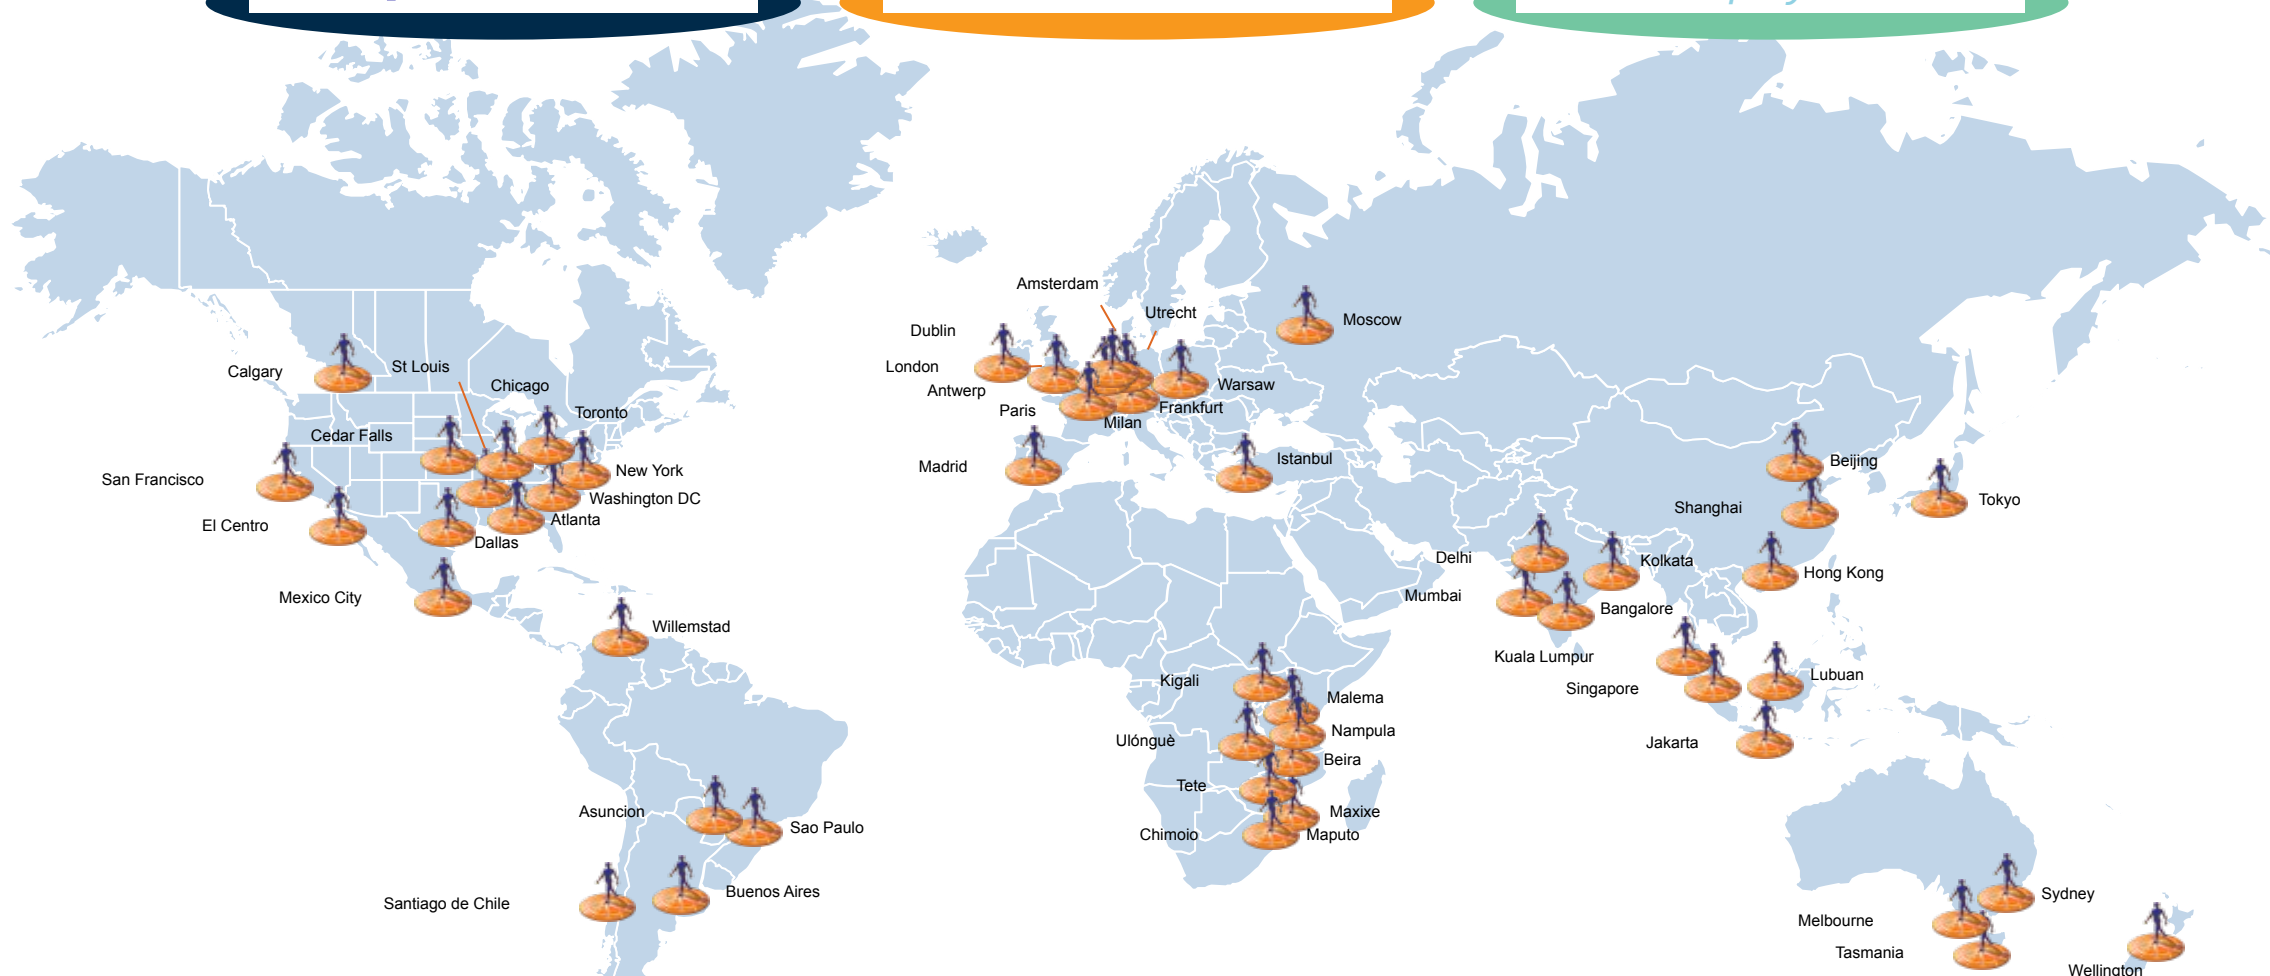 Amsterdam
Utrecht
Moscow
Dublin
London
Antwerp
Warsaw
Paris
Frankfurt
Milan
Calgary
St Louis
Chicago
Toronto
Cedar Falls
San Francisco
New York
Washington DC
El Centro
Atlanta
Dallas
Madrid
Istanbul
Beijing
Shanghai
Tokyo
Delhi
Kolkata
Hong Kong
Mumbai
Bangalore
Mexico City
Willemstad
Kuala Lumpur
Singapore
Lubuan
Kigali
Malema
Nampula
Ulónguè
Beira
Jakarta
Tete
Maxixe
Chimoio
Maputo
Asuncion
Sao Paulo
Santiago de Chile
Buenos Aires
Sydney
Melbourne
Tasmania
Wellington